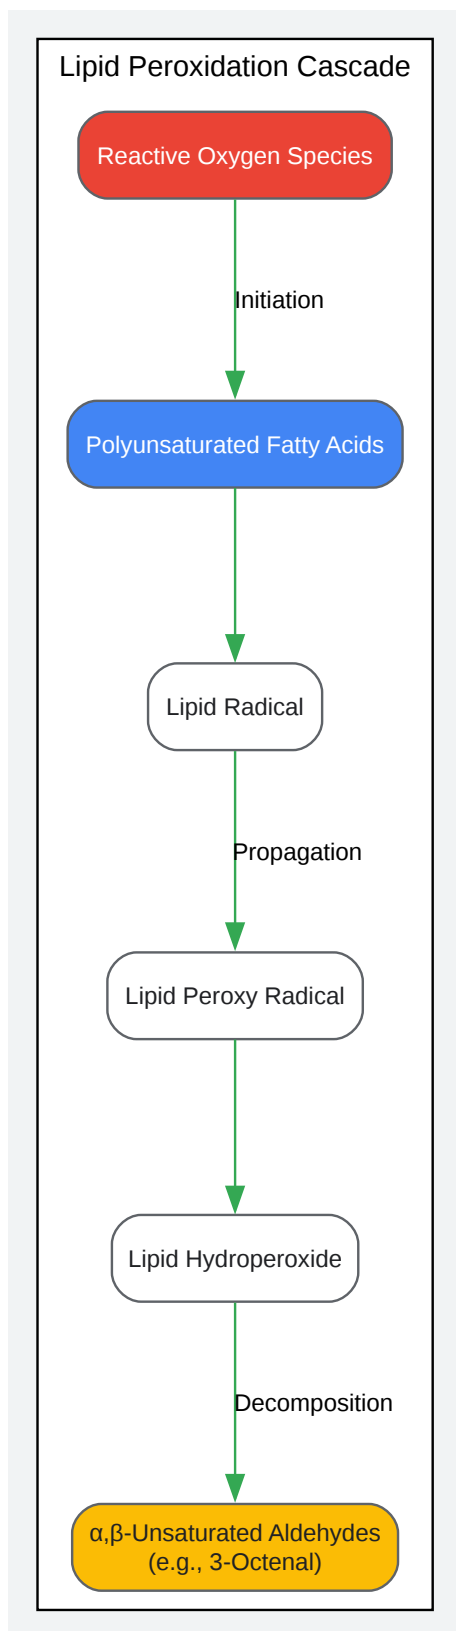 Lipid Peroxidation Cascade
Reactive Oxygen Species
Initiation
Polyunsaturated Fatty Acids
Lipid Radical
Propagation
Lipid Peroxy Radical
Lipid Hydroperoxide
Decomposition
α,β-Unsaturated Aldehydes
(e.g., 3-Octenal)